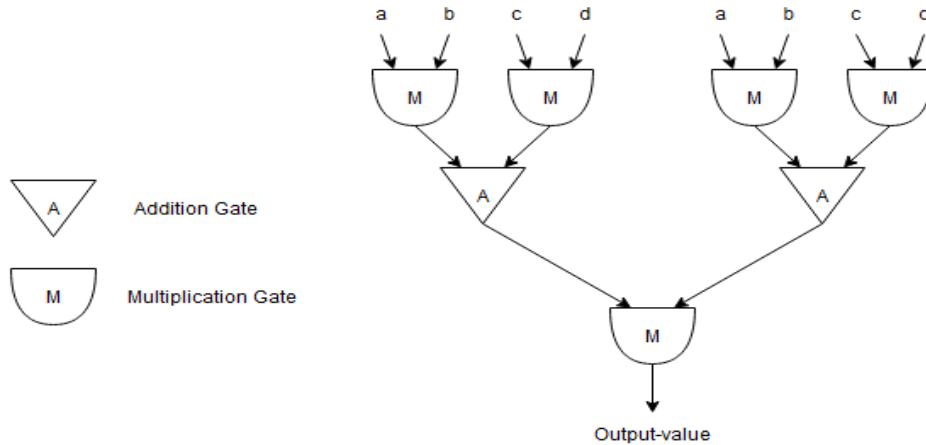 a b c d a b c d
M M M M
A A
A Addition Gate
M Multiplication Gate
M
Output-value